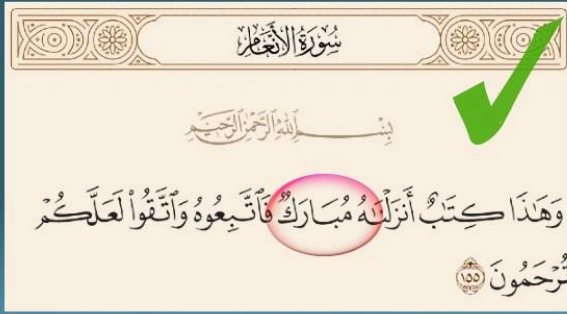 سُورَةُ الأَنْعَامِ
بِسْمِ ٱللَّهِ ٱلرَّحْمَٰنِ ٱلرَّحِيمِ
وَهَٰذَا كِتَٰبٌ أَنزَلْنَٰهُ مُبَارَكٌ فَٱتَّبِعُوهُ وَٱتَّقُوا۟ لَعَلَّكُمْ
تُرْحَمُونَ ١٥٥